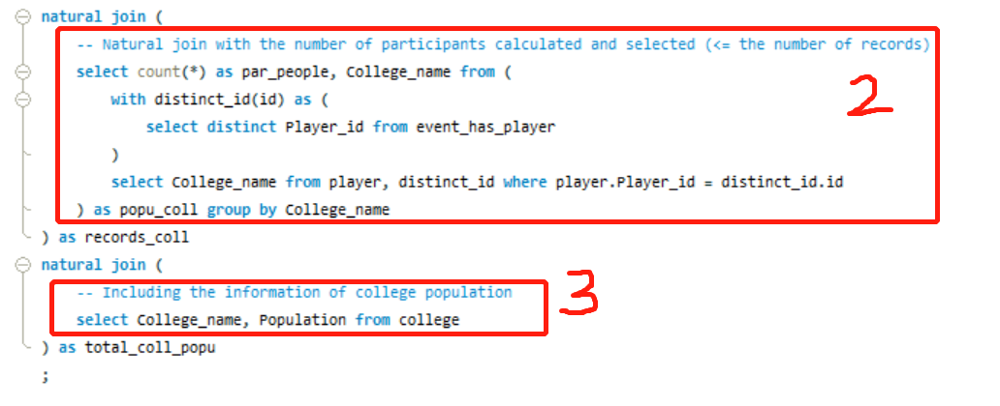 natural join (
-- Natural join with the number of participants calculated and selected (<= the number of records)
select count(*) as par_people, College_name from (
with distinct_id(id) as (
select distinct Player_id from event_has_player
)
select College_name from player, distinct_id where player.Player_id = distinct_id.id
) as popu_coll group by College_name
2
) as records_coll
natural join (
-- Including the information of college population
select College_name, Population from college
3
) as total_coll_popu
;